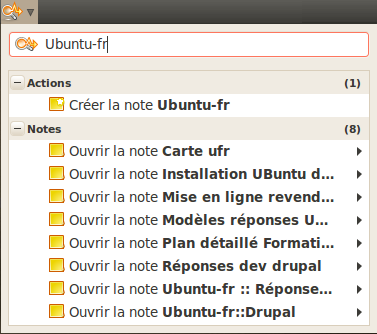 Ubuntu-fr
Actions (1)
Créer la note Ubuntu-fr
Notes (8)
Ouvrir la note Carte ufr
Ouvrir la note Installation UBuntu d...
Ouvrir la note Mise en ligne revend...
Ouvrir la note Modèles réponses U...
Ouvrir la note Plan détaillé Formati...
Ouvrir la note Réponses dev drupal
Ouvrir la note Ubuntu-fr :: Réponse...
Ouvrir la note Ubuntu-fr::Drupal